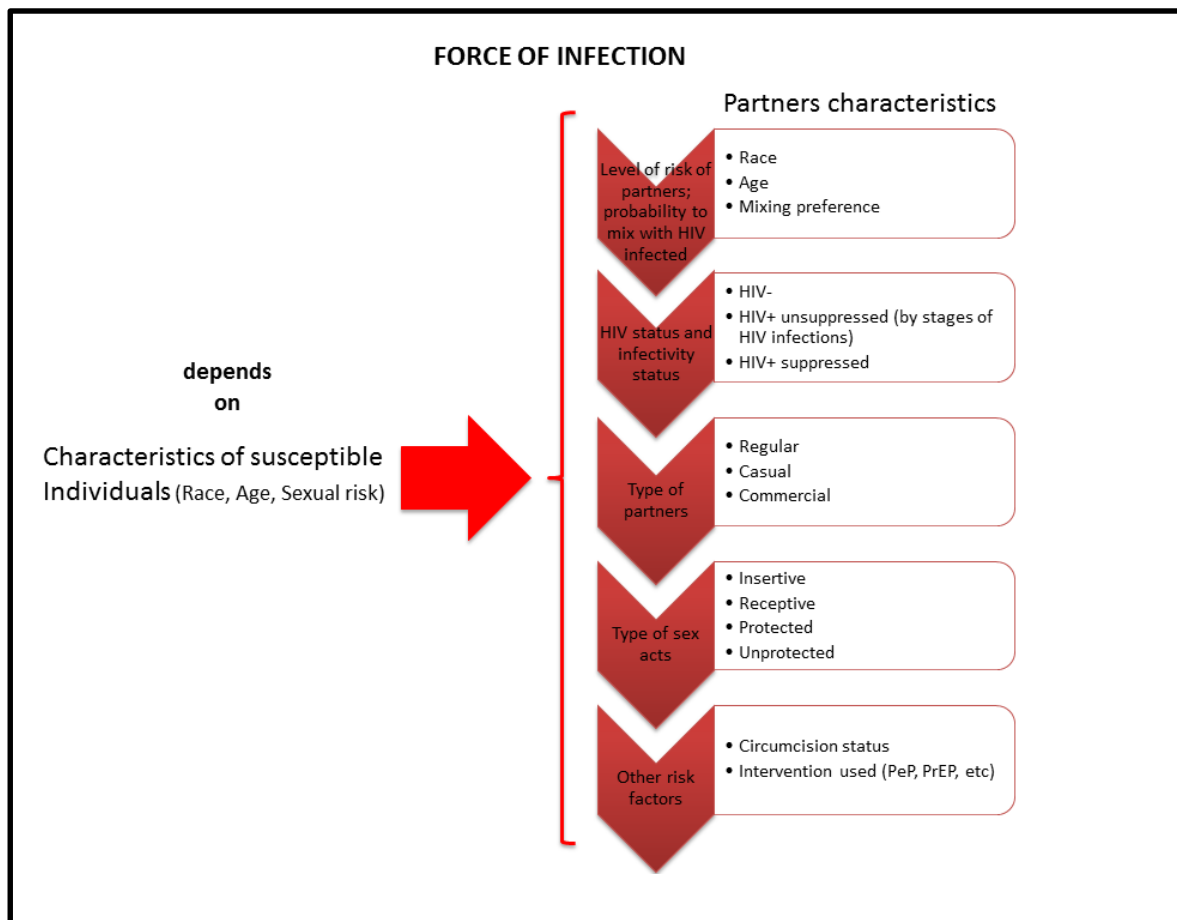 FORCE OF INFECTION
Partners characteristics
Level of risk of
partners;
probability to
mix with HIV
infected
• Race
• Age
• Mixing preference
HIV status and
infectivity
status
• HIV-
• HIV+ unsuppressed (by stages of
HIV infections)
• HIV+ suppressed
depends
on
Characteristics of susceptible
Individuals (Race, Age, Sexual risk)
Type of
partners
• Regular
• Casual
• Commercial
Type of sex
acts
• Insertive
• Receptive
• Protected
• Unprotected
Other risk
factors
• Circumcision status
• Intervention used (PeP, PrEP, etc)